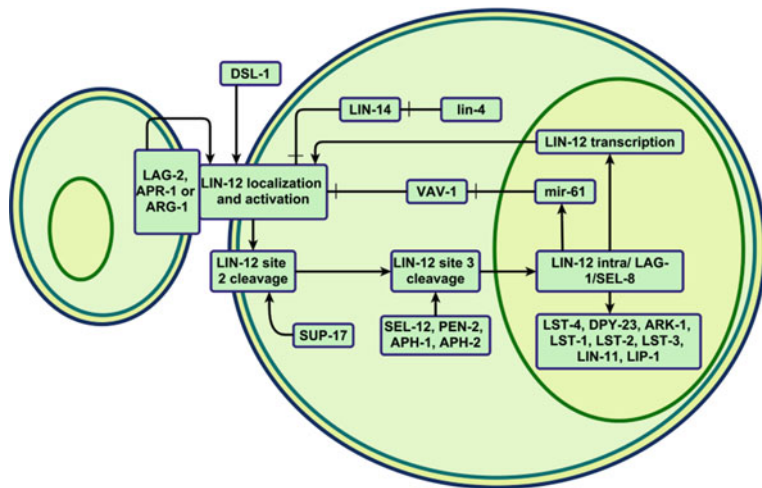 DSL-1
LIN-14
lin-4
LIN-12 transcription
LAG-2,
APR-1 or
ARG-1
LIN-12 localization
and activation
VAV-1
mir-61
LIN-12 site
2 cleavage
LIN-12 site 3
cleavage
LIN-12 intra/ LAG-
1/SEL-8
SUP-17
SEL-12, PEN-2,
APH-1, APH-2
LST-4, DPY-23, ARK-1,
LST-1, LST-2, LST-3,
LIN-11, LIP-1